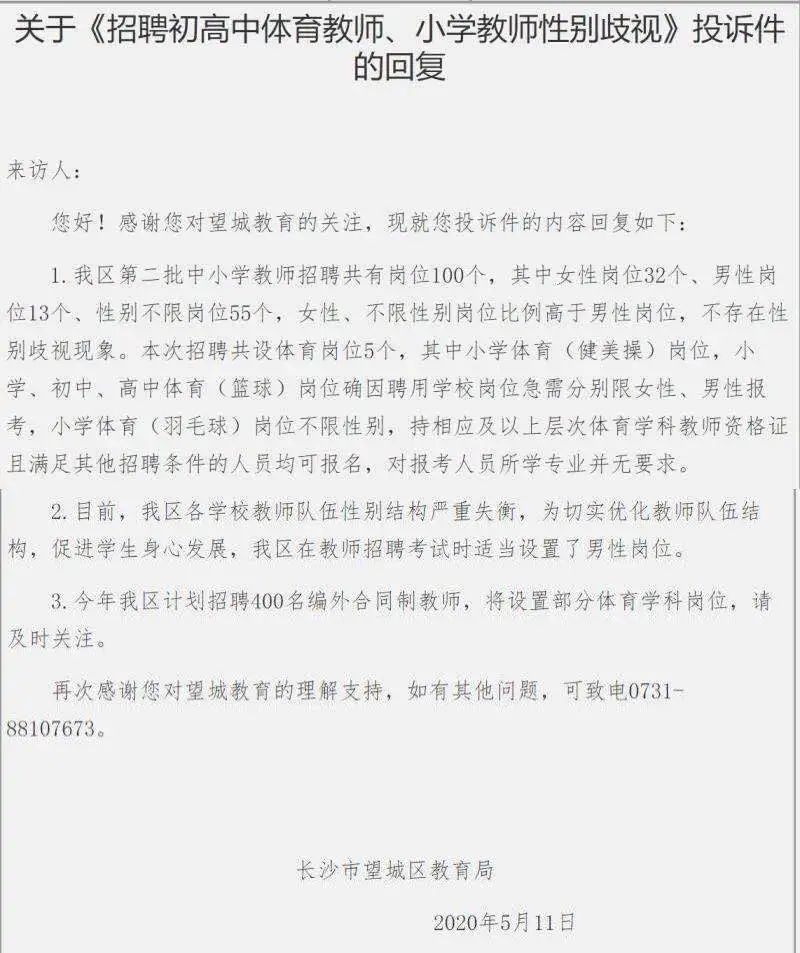 关于《招聘初高中体育教师、小学教师性别歧视》投诉件
的回复
来访人：
您好！感谢您对望城教育的关注，现就您投诉件的内容回复如下：
1.我区第二批中小学教师招聘共有岗位100个，其中女性岗位32个、男性岗
位13个、性别不限岗位55个，女性、不限性别岗位比例高于男性岗位，不存在性
别歧视现象。本次招聘共设体育岗位5个，其中小学体育（健美操）岗位，小
学、初中、高中体育（篮球）岗位确因聘用学校岗位急需分别限女性、男性报
考，小学体育（羽毛球）岗位不限性别，持相应及以上层次体育学科教师资格证
且满足其他招聘条件的人员均可报名，对报考人员所学专业并无要求。
2.目前，我区各学校教师队伍性别结构严重失衡，为切实优化教师队伍结
构，促进学生身心发展，我区在教师招聘考试时适当设置了男性岗位。
3.今年我区计划招聘400名编外合同制教师，将设置部分体育学科岗位，请
及时关注。
再次感谢您对望城教育的理解支持，如有其他问题，可致电0731-
88107673。
长沙市望城区教育局
2020年5月11日